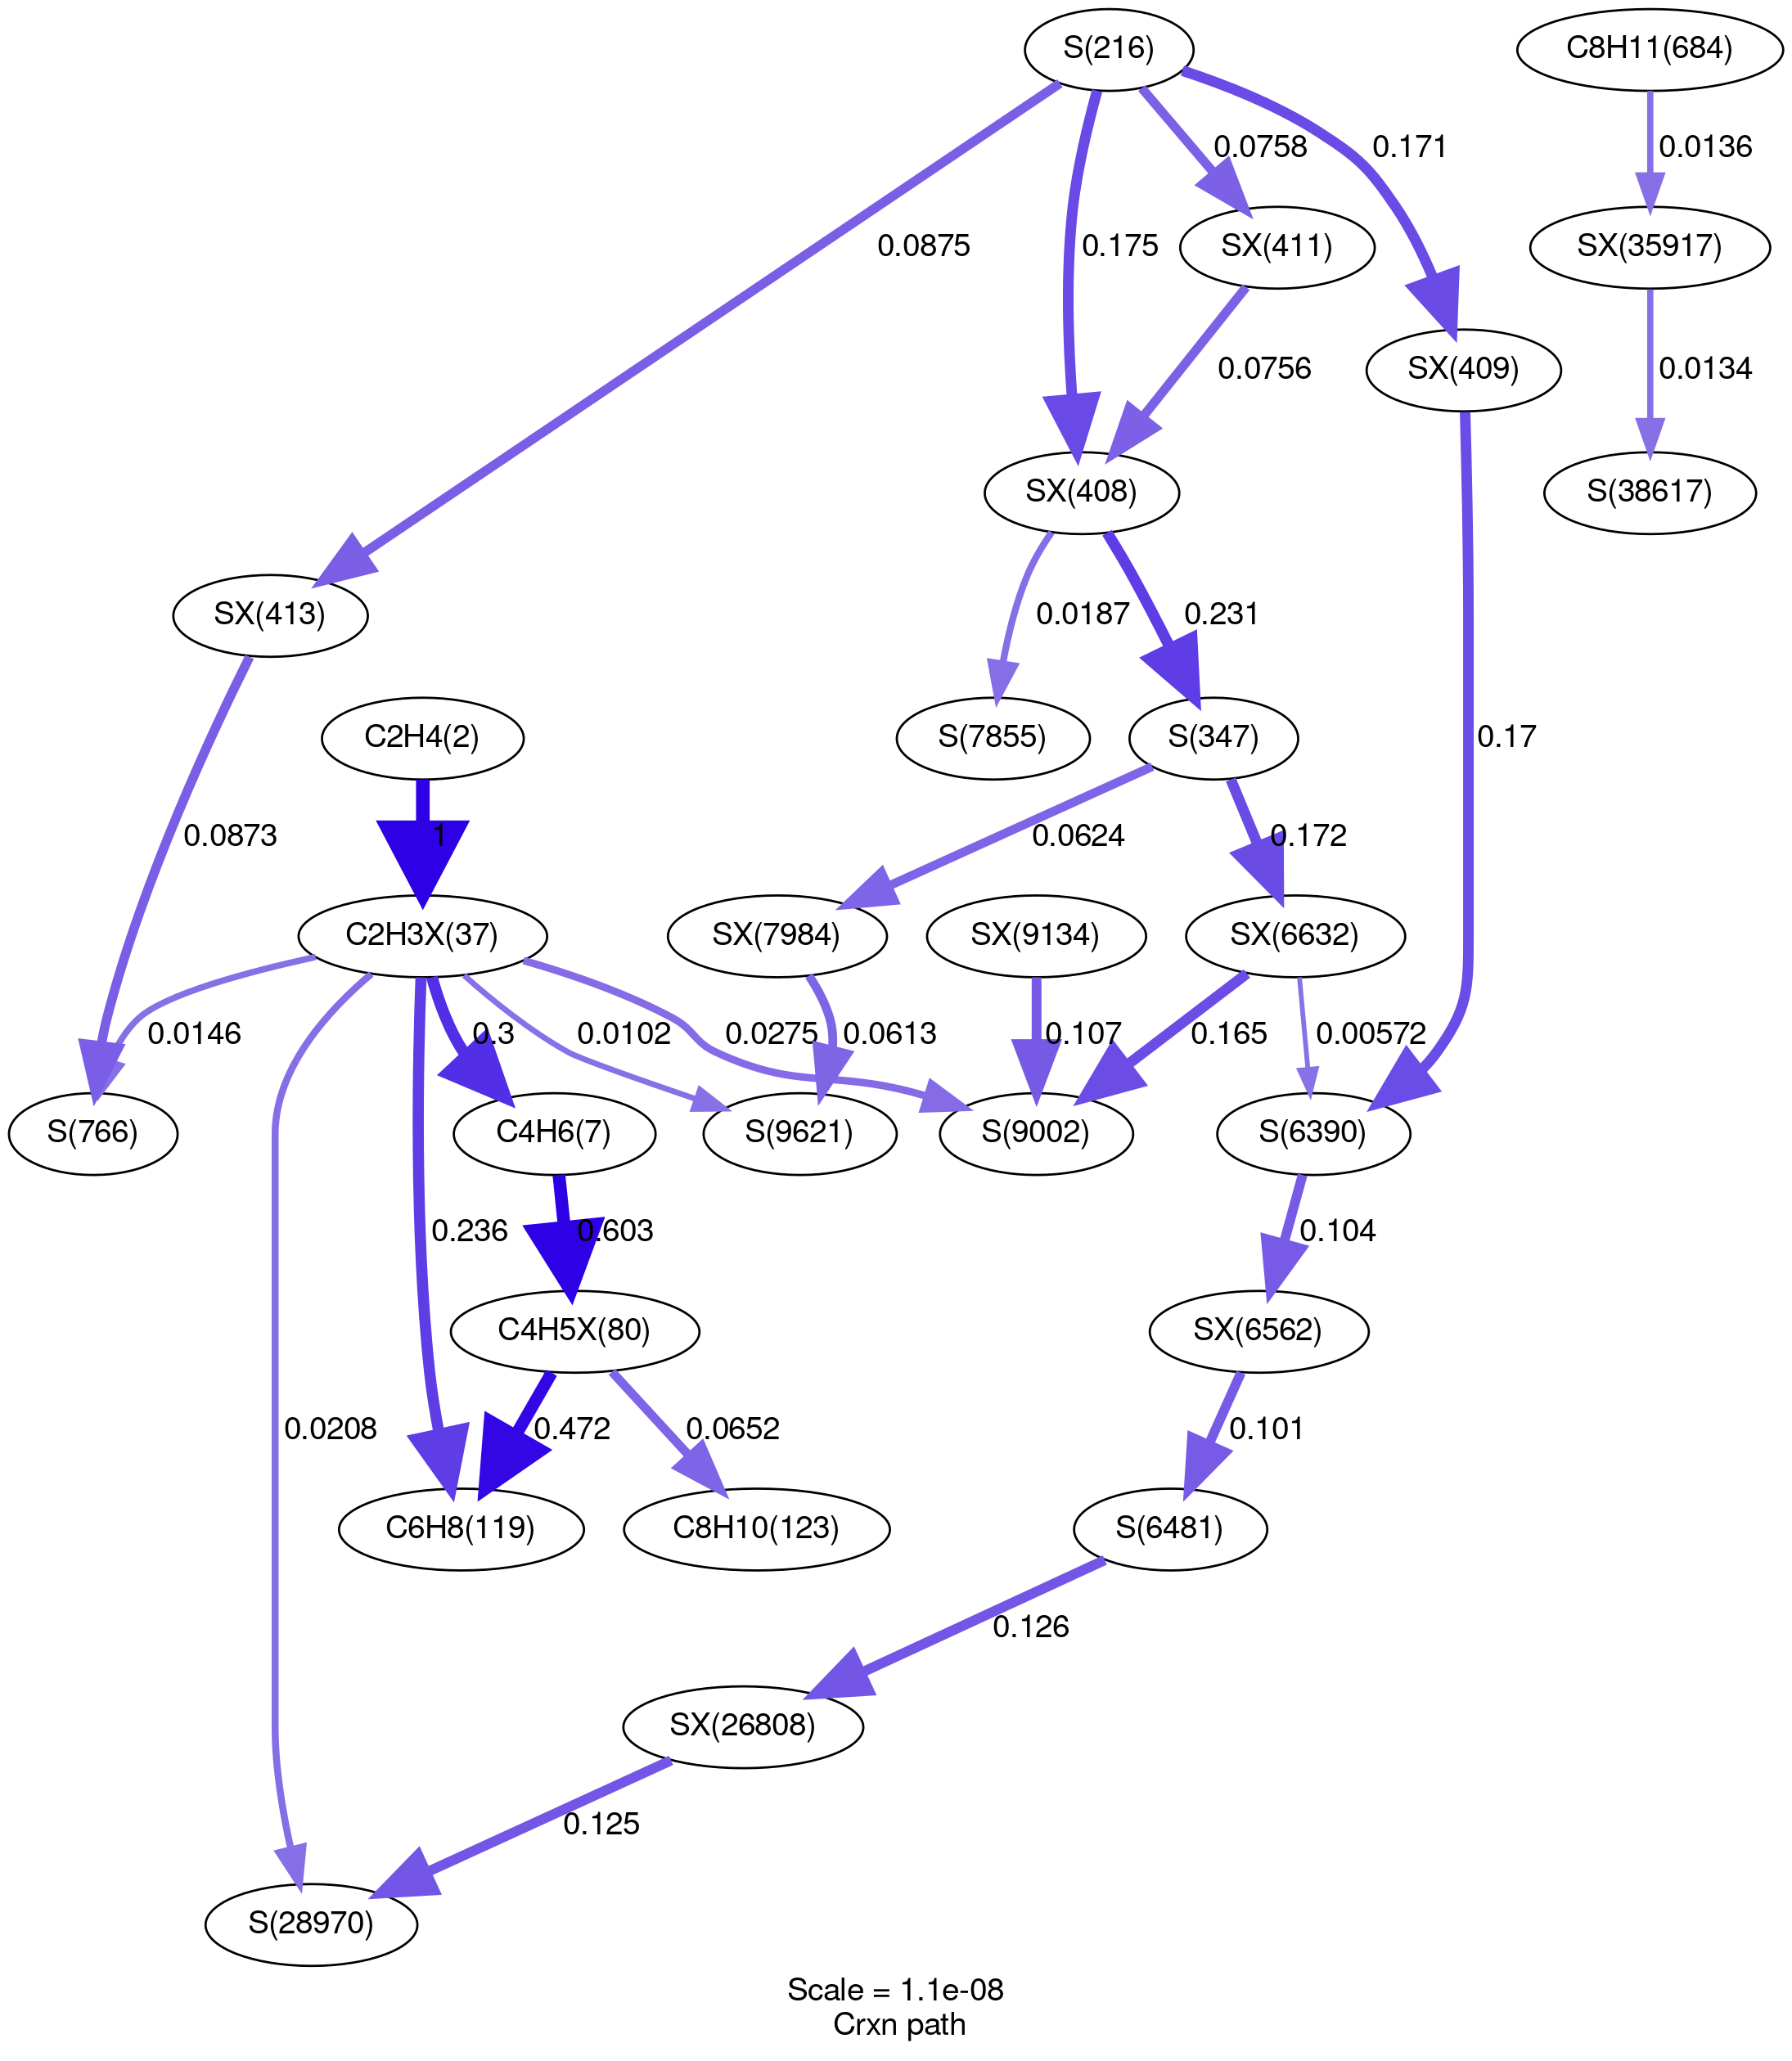 S(216)
C8H11(684)
0.0758
0.171
0.0136
0.0875
0.175
SX(411)
SX(35917)
0.0756
SX(409)
0.0134
SX(408)
S(38617)
SX(413)
0.0187
0.231
C2H4(2)
S(7855)
S(347)
0.17
0.0873
1
0.0624
0.172
C2H3X(37)
SX(7984)
SX(9134)
SX(6632)
0.0146
0.3
0.0102
0.0275
0.0613
0.107
0.165
0.00572
S(766)
C4H6(7)
S(9621)
S(9002)
S(6390)
0.236
0.603
0.104
C4H5X(80)
SX(6562)
0.0208
0.472
0.0652
0.101
C6H8(119)
C8H10(123)
S(6481)
0.126
SX(26808)
0.125
S(28970)
Scale = 1.1e-08
Crxn path